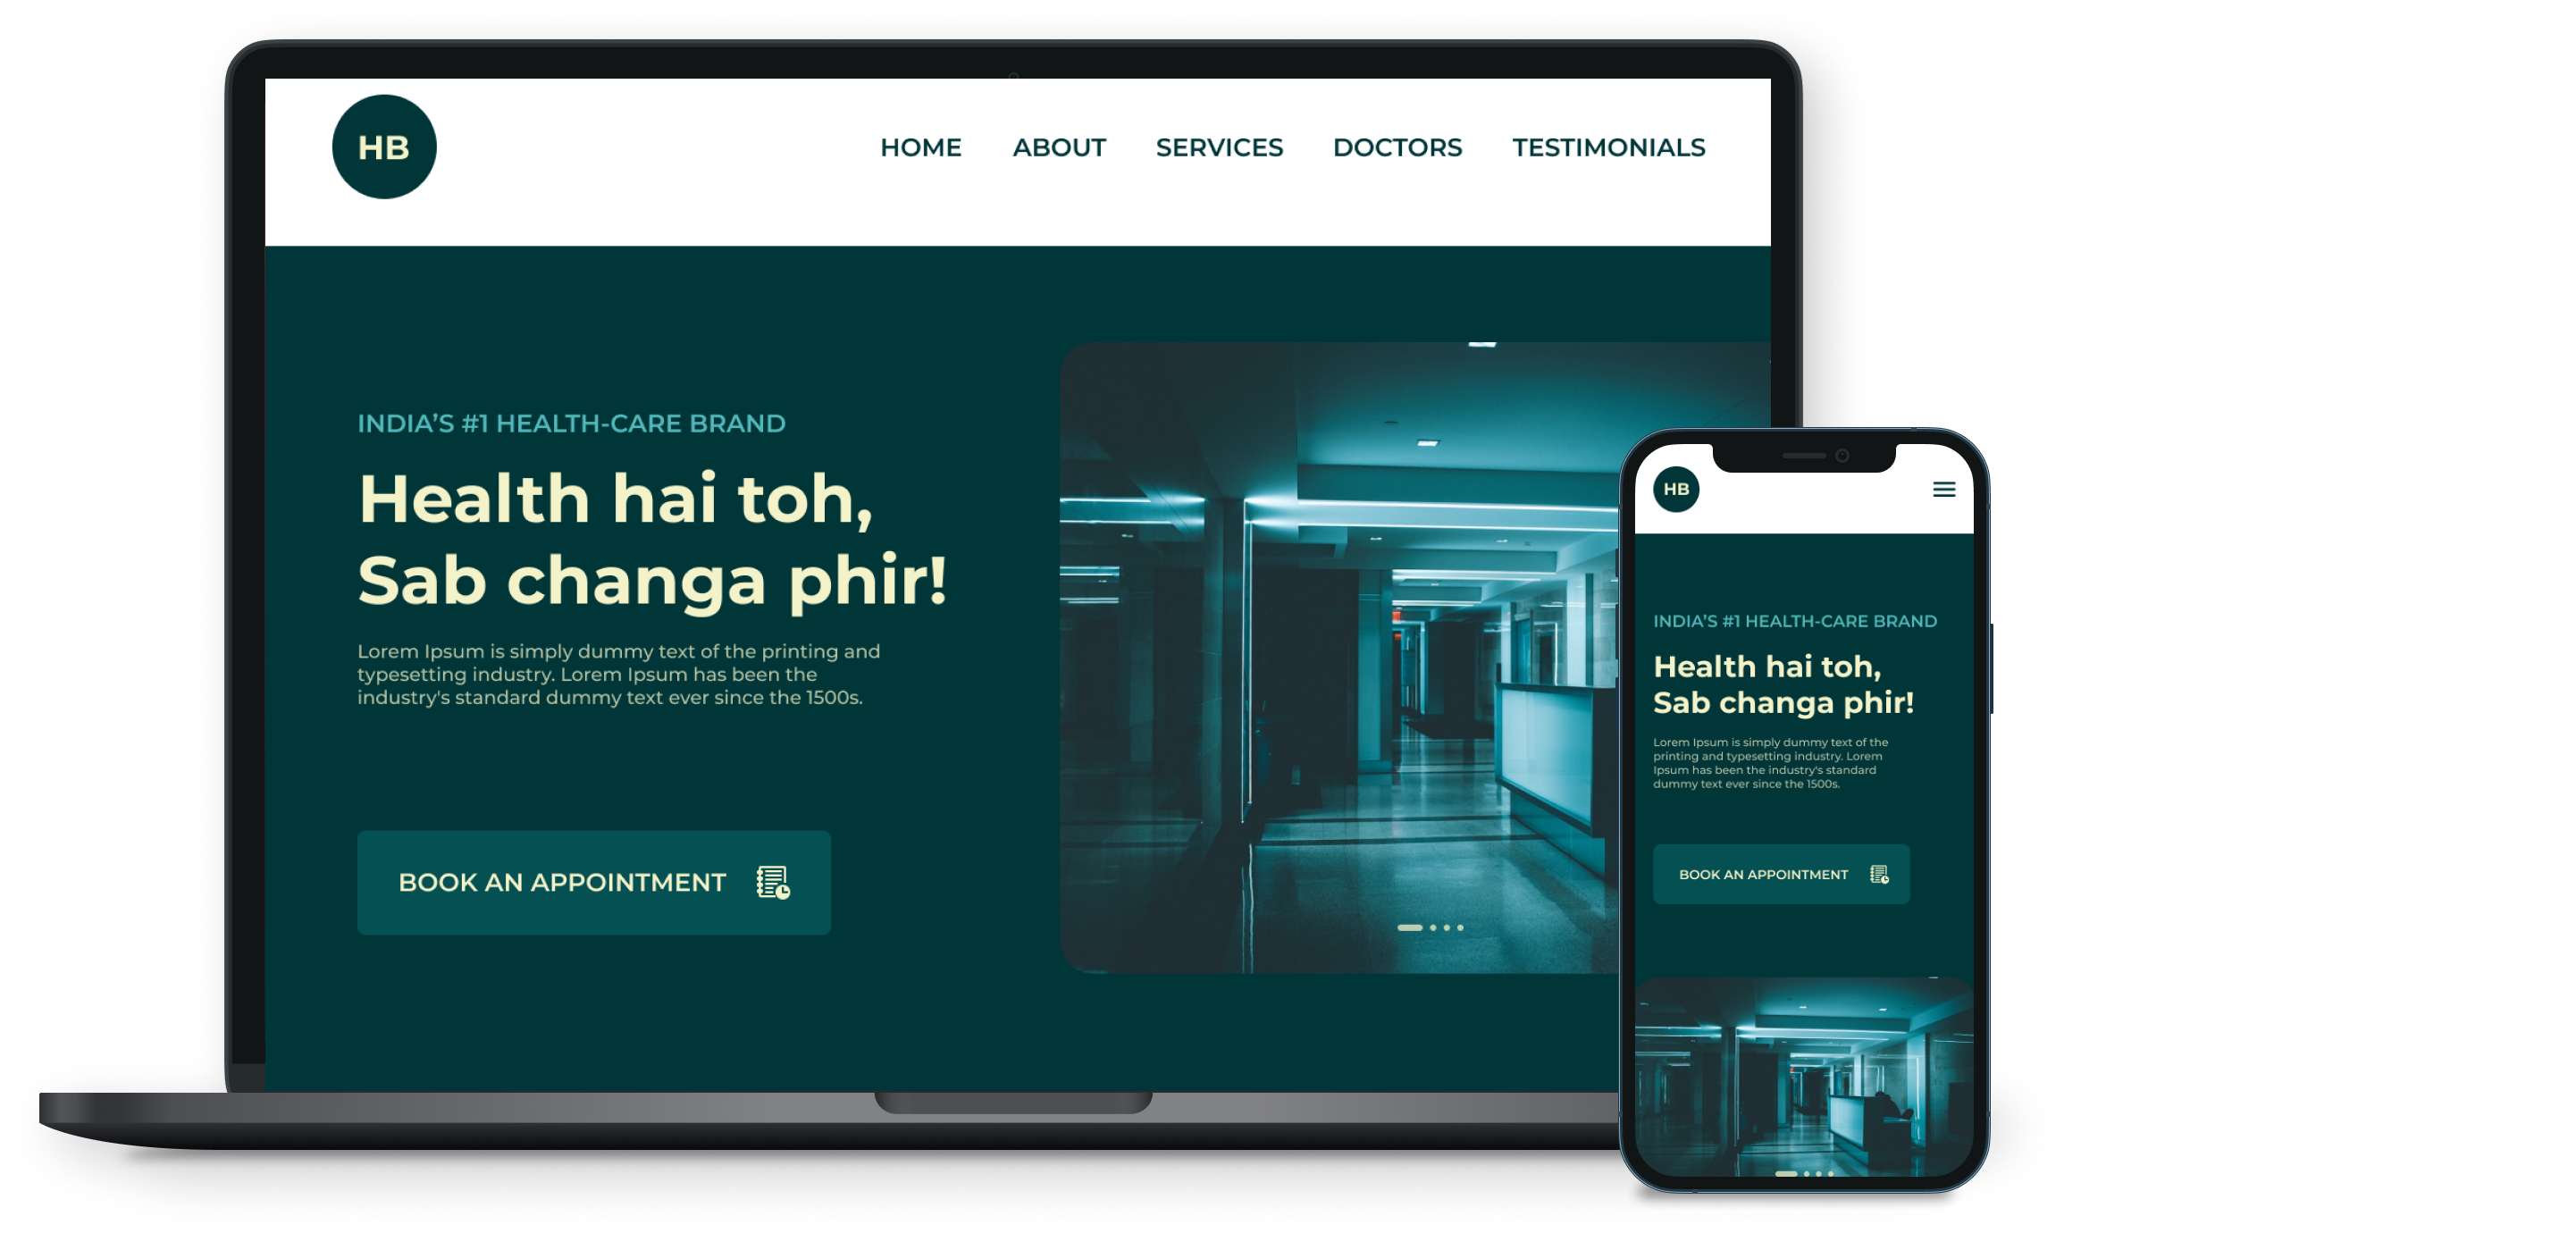 HB
HOME ABOUT SERVICES DOCTORS TESTIMONIALS
INDIA’S #1 HEALTH-CARE BRAND
Health hai toh,
Sab changa phir!
Lorem Ipsum is simply dummy text of the printing and
typesetting industry. Lorem Ipsum has been the
industry's standard dummy text ever since the 1500s.
BOOK AN APPOINTMENT
HB
INDIA’S #1 HEALTH-CARE BRAND
Health hai toh,
Sab changa phir!
Lorem Ipsum is simply dummy text of the
printing and typesetting industry. Lorem
Ipsum has been the industry's standard
dummy text ever since the 1500s.
BOOK AN APPOINTMENT